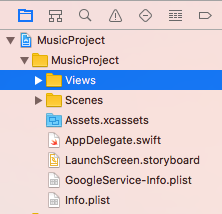 MusicProject
MusicProject
Views
Scenes
Assets.xcassets
AppDelegate.swift
LaunchScreen.storyboard
GoogleService-Info.plist
Info.plist